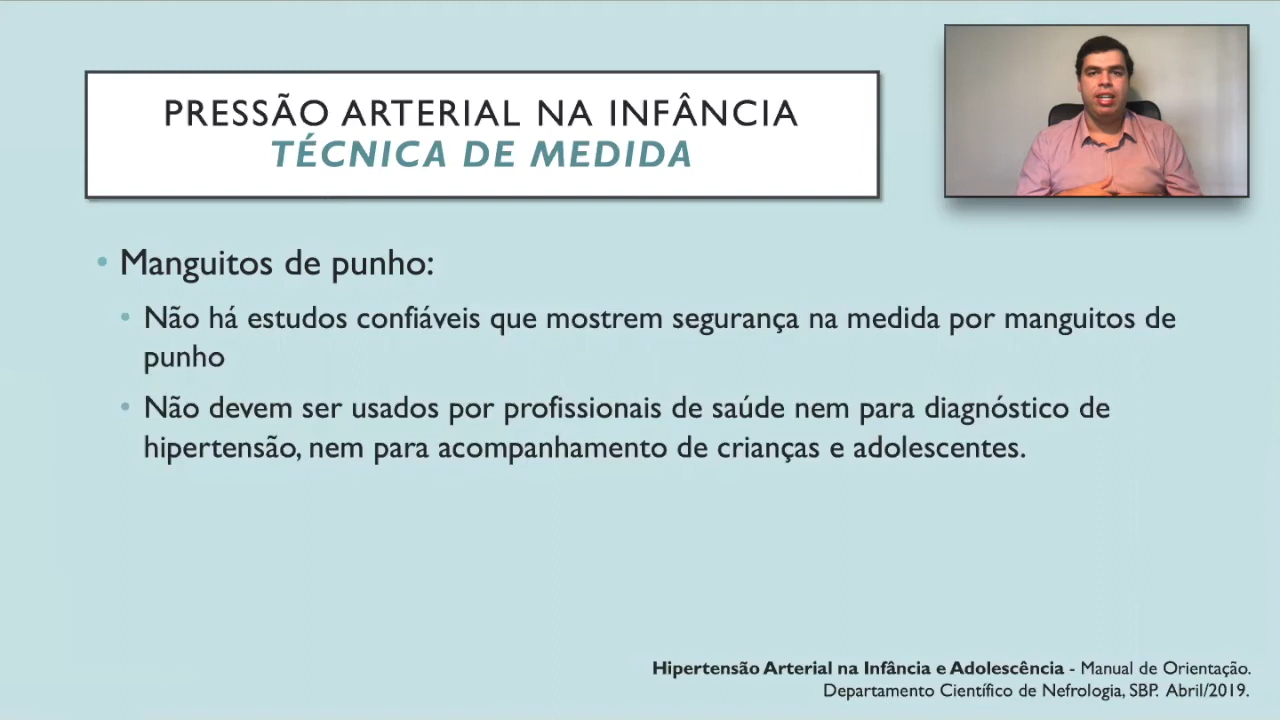 PRESSÃO ARTERIAL NA INFÂNCIA
TÉCNICA DE MEDIDA
• Manguitos de punho:
• Não há estudos confiáveis que mostrem segurança na medida por manguitos de
punho
• Não devem ser usados por profissionais de saúde nem para diagnóstico de
hipertensão, nem para acompanhamento de crianças e adolescentes.
Hipertensão Arterial na Infância e Adolescência - Manual de Orientação.
Departamento Científico de Nefrologia, SBP. Abril/2019.